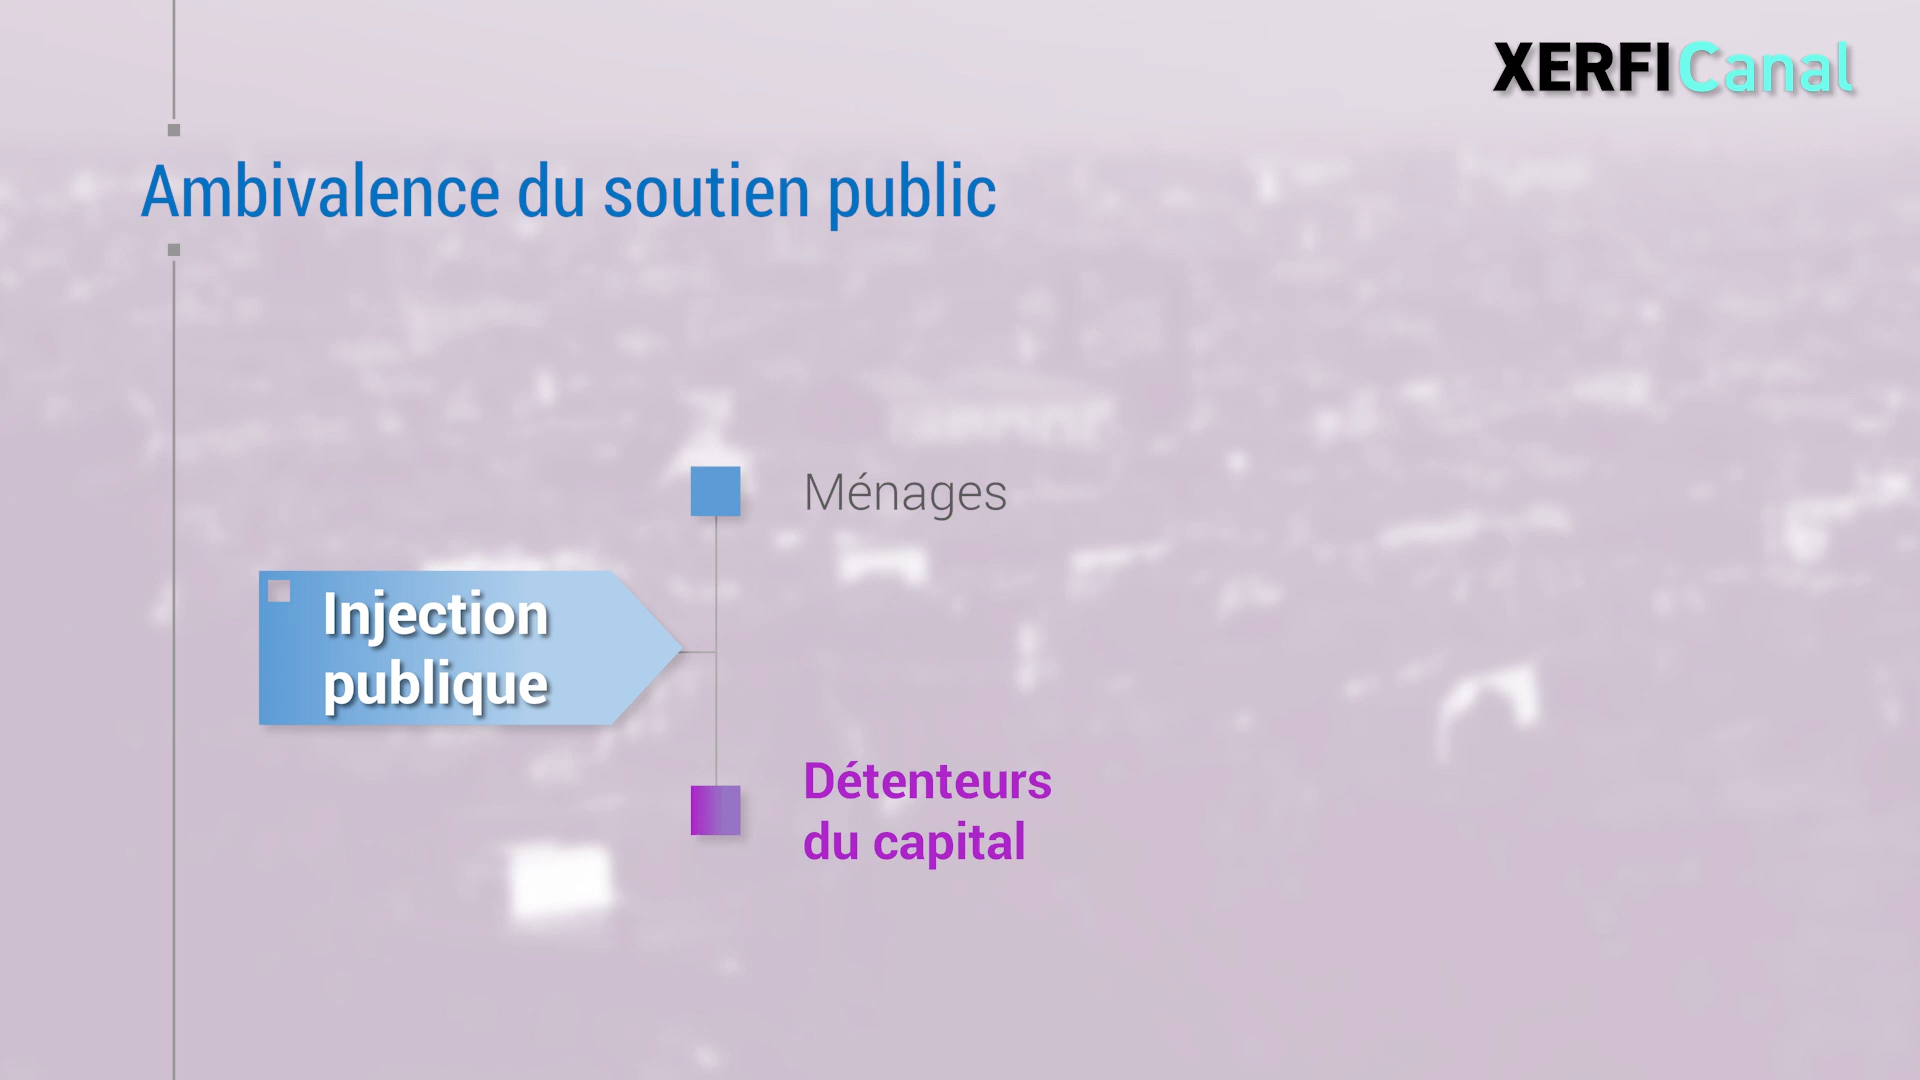 XERFI Canal
Ambivalence du soutien public
Ménages
Injection
publique
Détenteurs
du capital